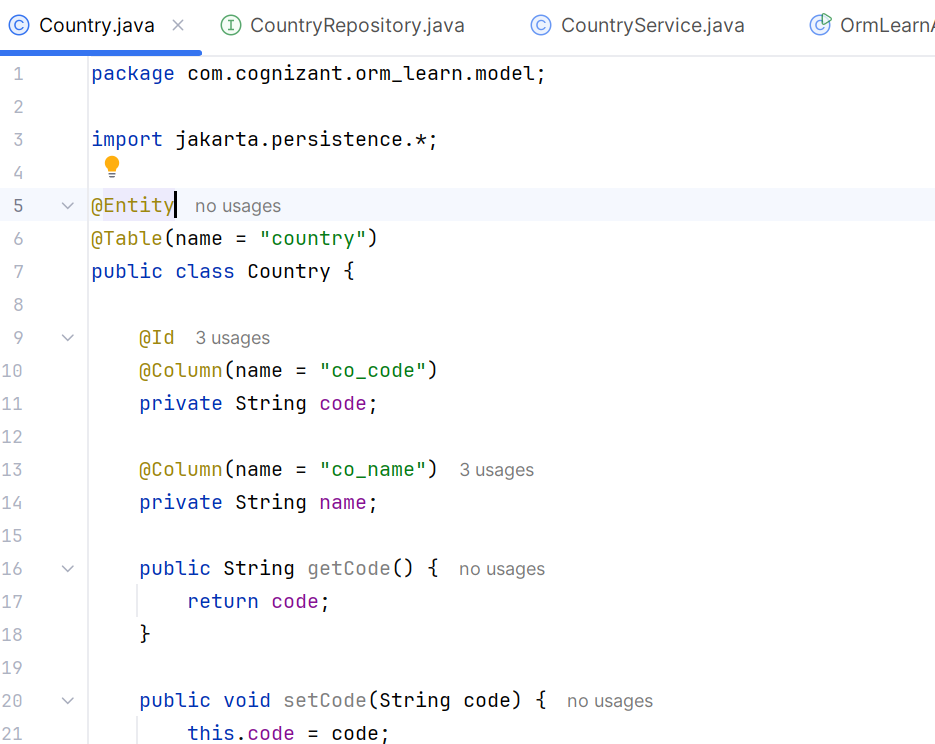 Country.java CountryRepository.java CountryService.java OrmLearnA
1 package com.cognizant.orm_learn.model;
2
3 import jakarta.persistence.*;
4
5 @Entity no usages
6 @Table(name = "country")
7 public class Country {
8
9 @Id 3 usages
10 @Column(name = "co_code")
11 private String code;
12
13 @Column(name = "co_name") 3 usages
14 private String name;
15
16 public String getCode() { no usages
17 return code;
18 }
19
20 public void setCode(String code) { no usages
21 this.code = code;